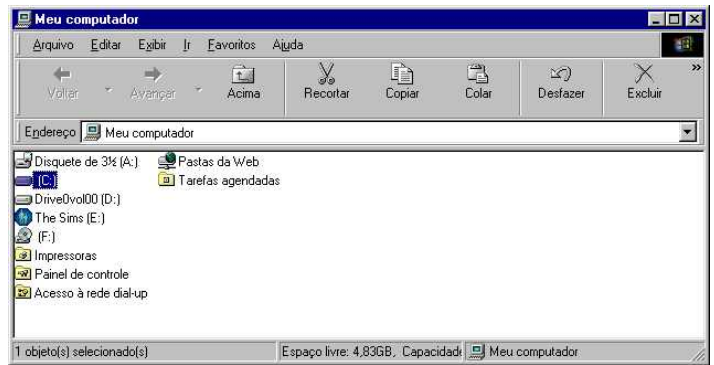 Meu computador
Arquivo Editar Exibir Ir Favoritos Ajuda
Voltar Avançar Acima Recortar Copiar Colar Desfazer Excluir »
Endereço Meu computador
Disquete de 3½ (A:) Pastas da Web
(C:) Tarefas agendadas
Drive0vol00 (D:)
The Sims (E:)
(F:)
Impressoras
Painel de controle
Acesso à rede dial-up
1 objeto(s) selecionado(s) Espaço livre: 4,83GB, Capacidad Meu computador